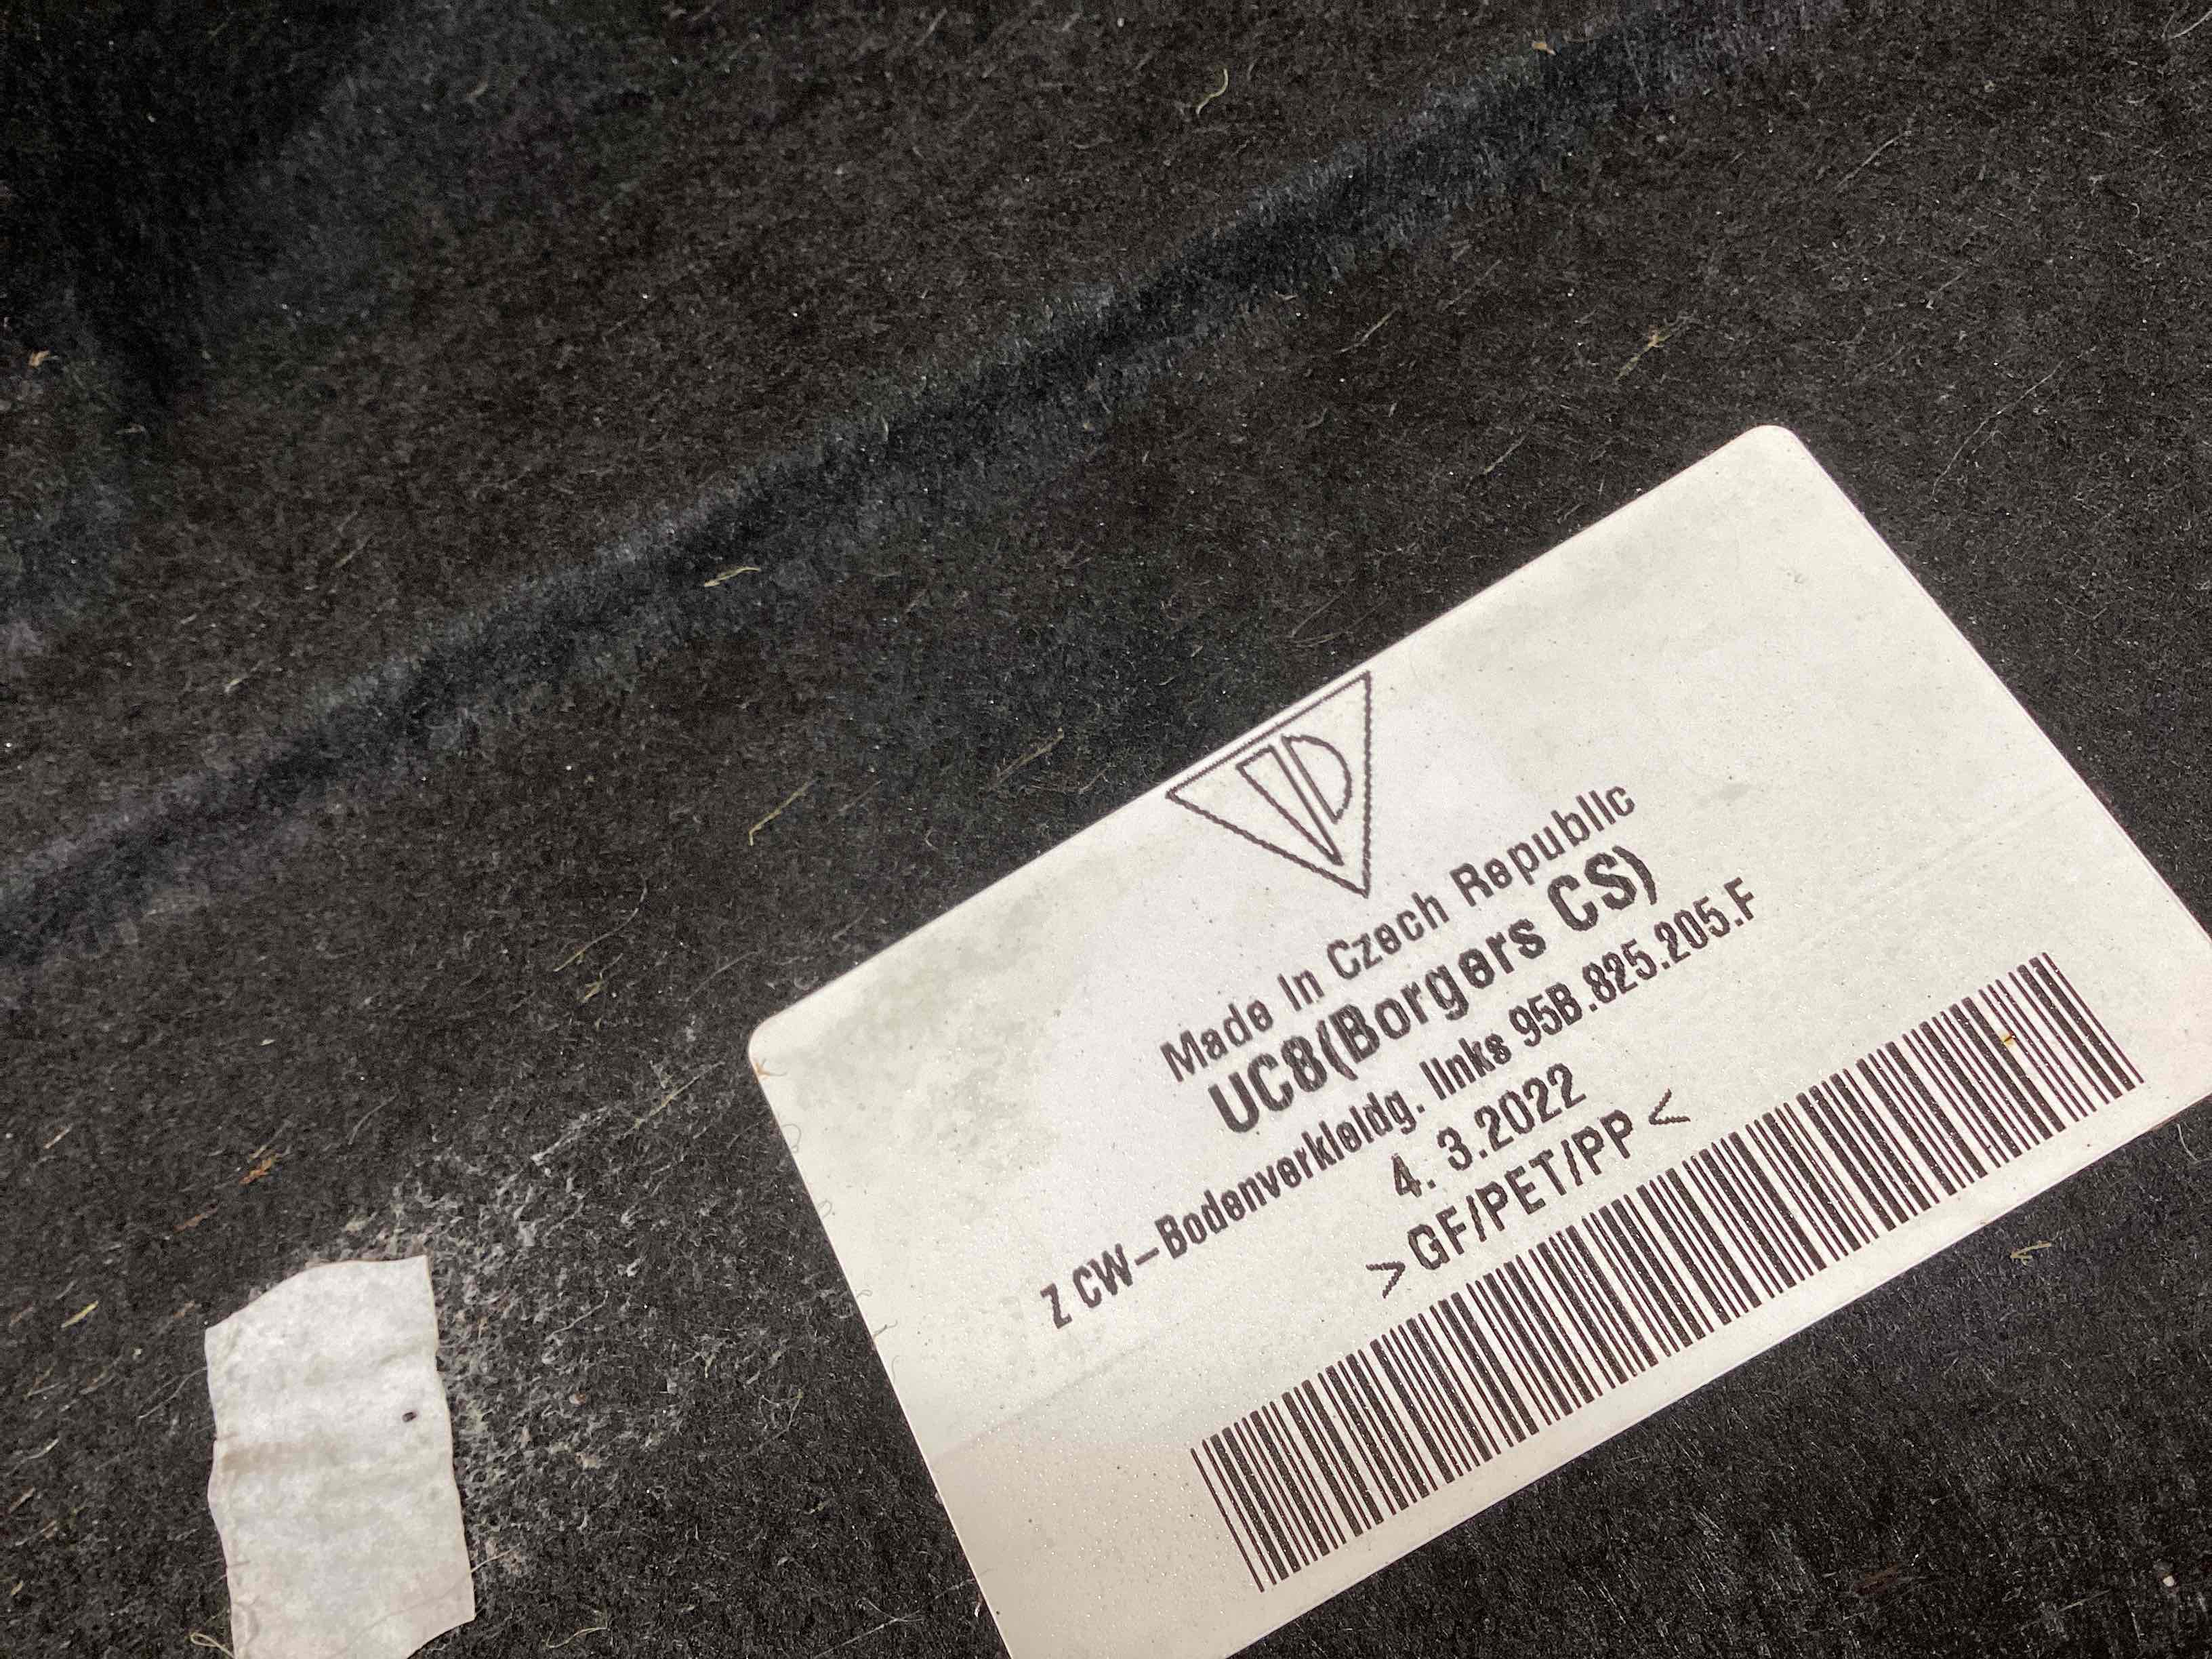 Made in Czech Republic
UC8(Borgers CS)
Z CW-Bodenverkleidg. links 95B.825.205.F
4. 3.2022
>GF/PET/PP<